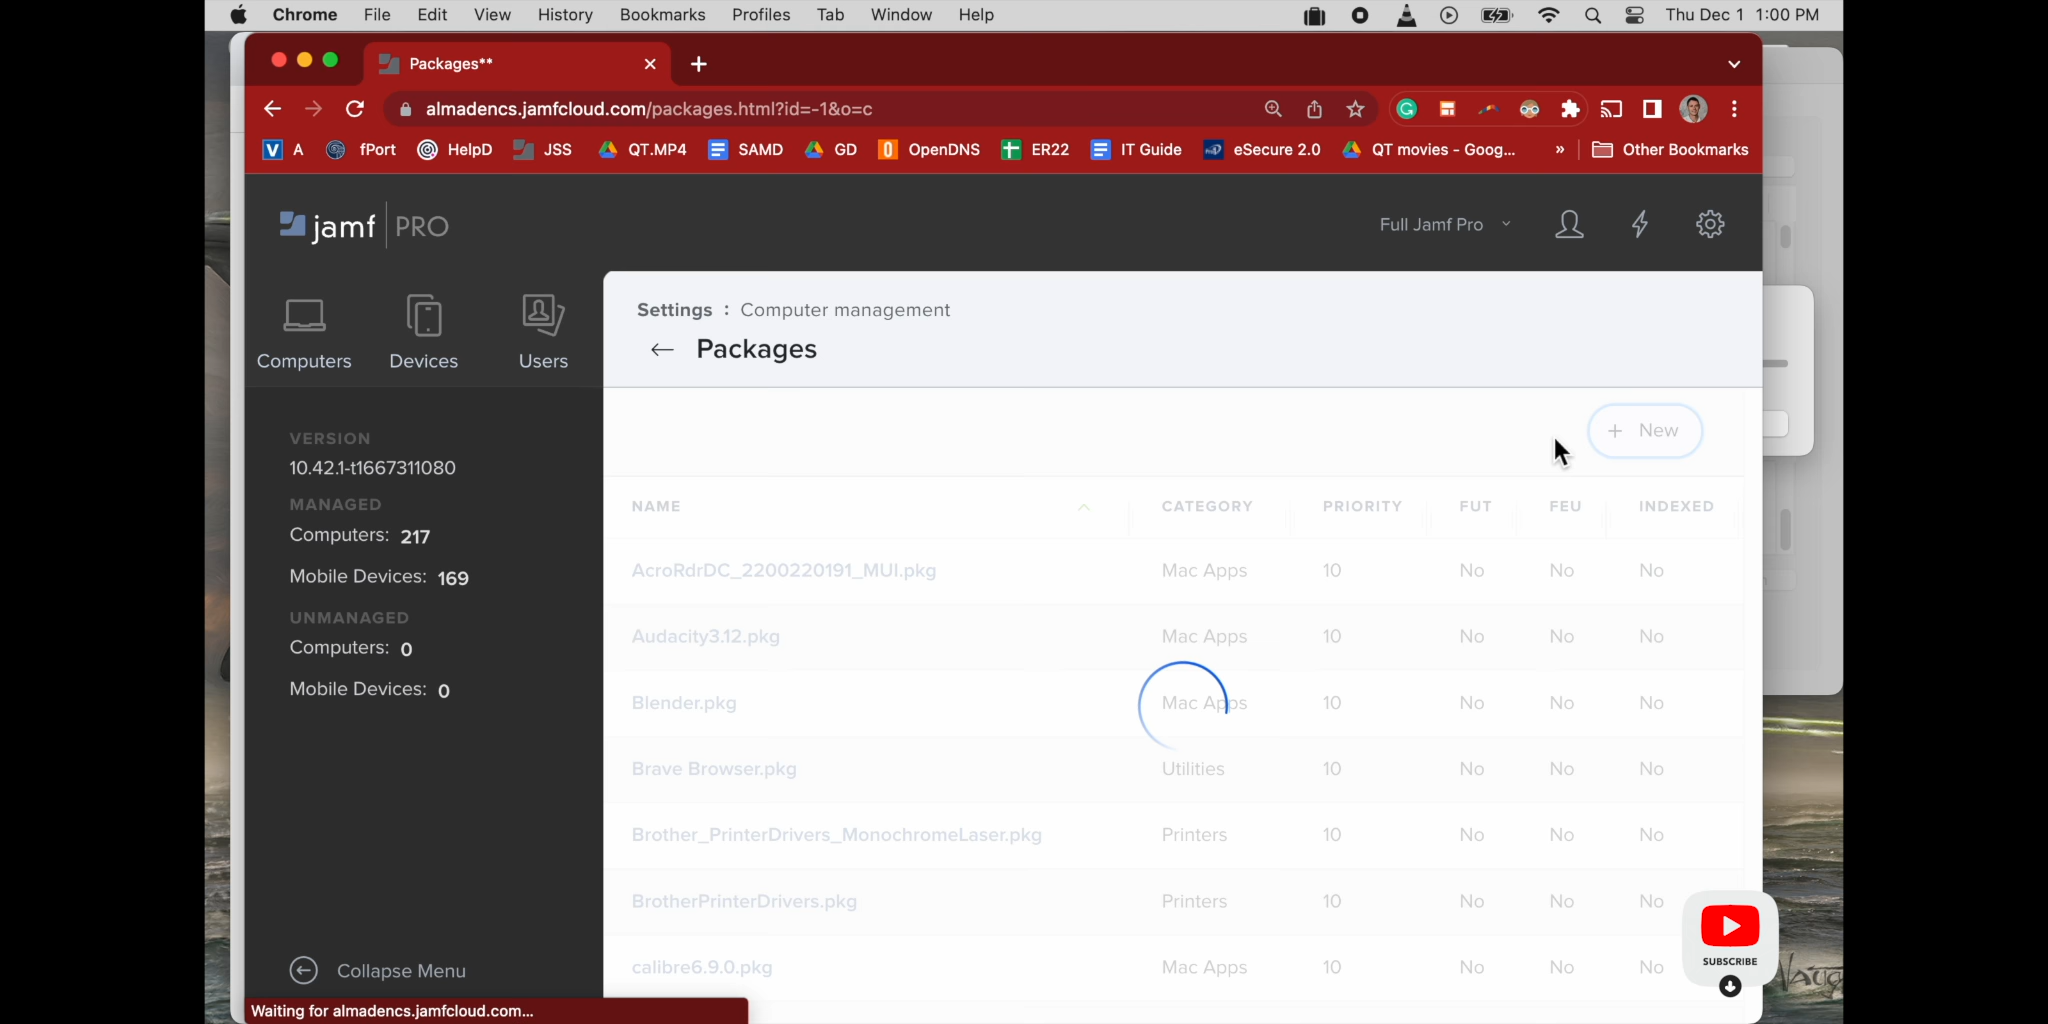 Chrome File Edit View History Bookmarks Profiles Tab Window Help Thu Dec 1 1:00 PM
Packages**
almadencs.jamfcloud.com/packages.html?id=-1&o=c
V A fPort HelpD JSS QT.MP4 SAMD GD OpenDNS ER22 IT Guide eSecure 2.0 QT movies - Goog... » Other Bookmarks
jamf PRO Full Jamf Pro
Computers Devices Users
Settings : Computer management
← Packages
VERSION
10.42.1-t1667311080
MANAGED
Computers: 217
Mobile Devices: 169
UNMANAGED
Computers: 0
Mobile Devices: 0
Collapse Menu
+ New
NAME CATEGORY PRIORITY FUT FEU INDEXED
AcroRdrDC_2200220191_MUI.pkg Mac Apps 10 No No No
Audacity3.12.pkg Mac Apps 10 No No No
Blender.pkg Mac Apps 10 No No No
Brave Browser.pkg Utilities 10 No No No
Brother_PrinterDrivers_MonochromeLaser.pkg Printers 10 No No No
BrotherPrinterDrivers.pkg Printers 10 No No No
calibre6.9.0.pkg Mac Apps 10 No No No
SUBSCRIBE
Waiting for almadencs.jamfcloud.com...